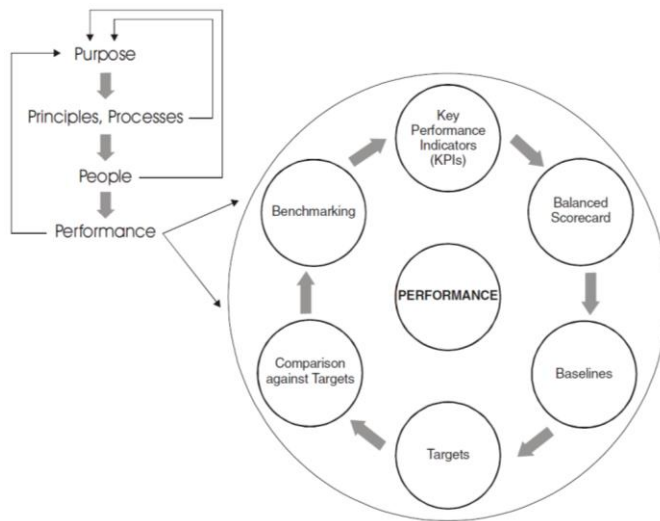 Purpose
Principles, Processes
People
Performance
Key
Performance
Indicators
(KPIs)
Balanced
Scorecard
Baselines
Targets
Comparison
against Targets
Benchmarking
PERFORMANCE